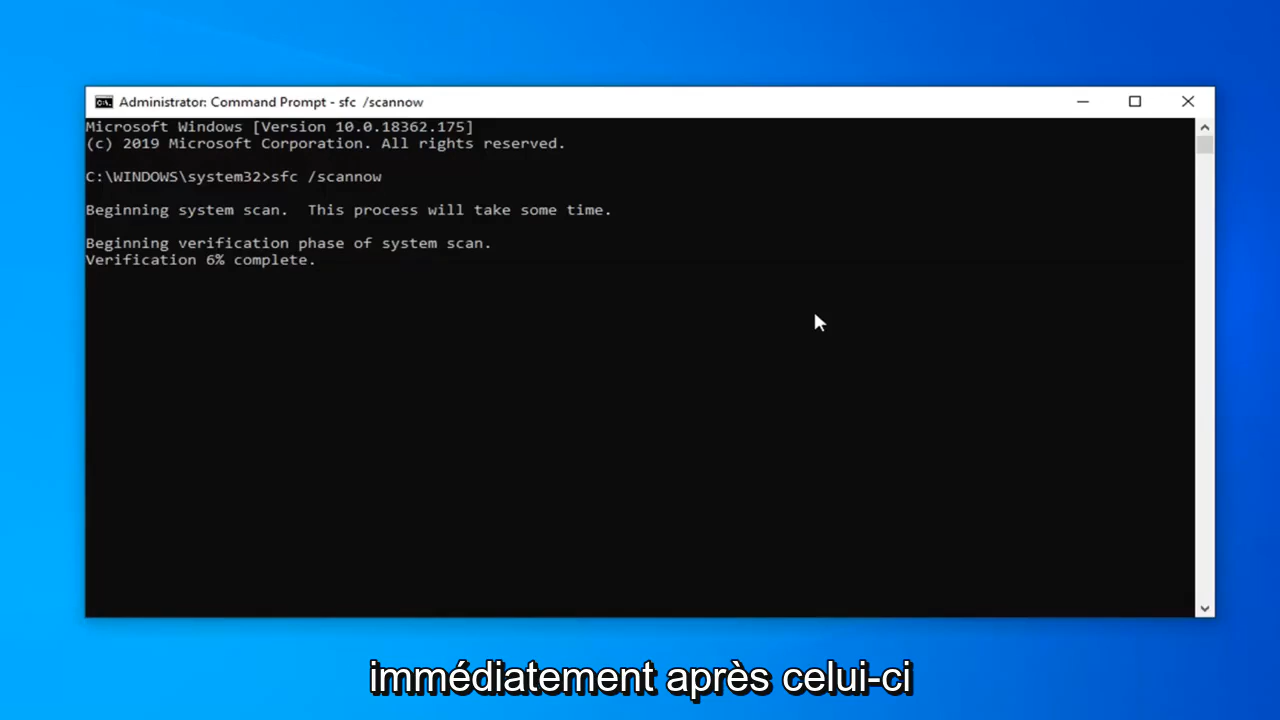 Administrator: Command Prompt - sfc /scannow
Microsoft Windows [Version 10.0.18362.175]
(c) 2019 Microsoft Corporation. All rights reserved.
C:\WINDOWS\system32>sfc /scannow
Beginning system scan.  This process will take some time.
Beginning verification phase of system scan.
Verification 6% complete.
immédiatement après celui-ci